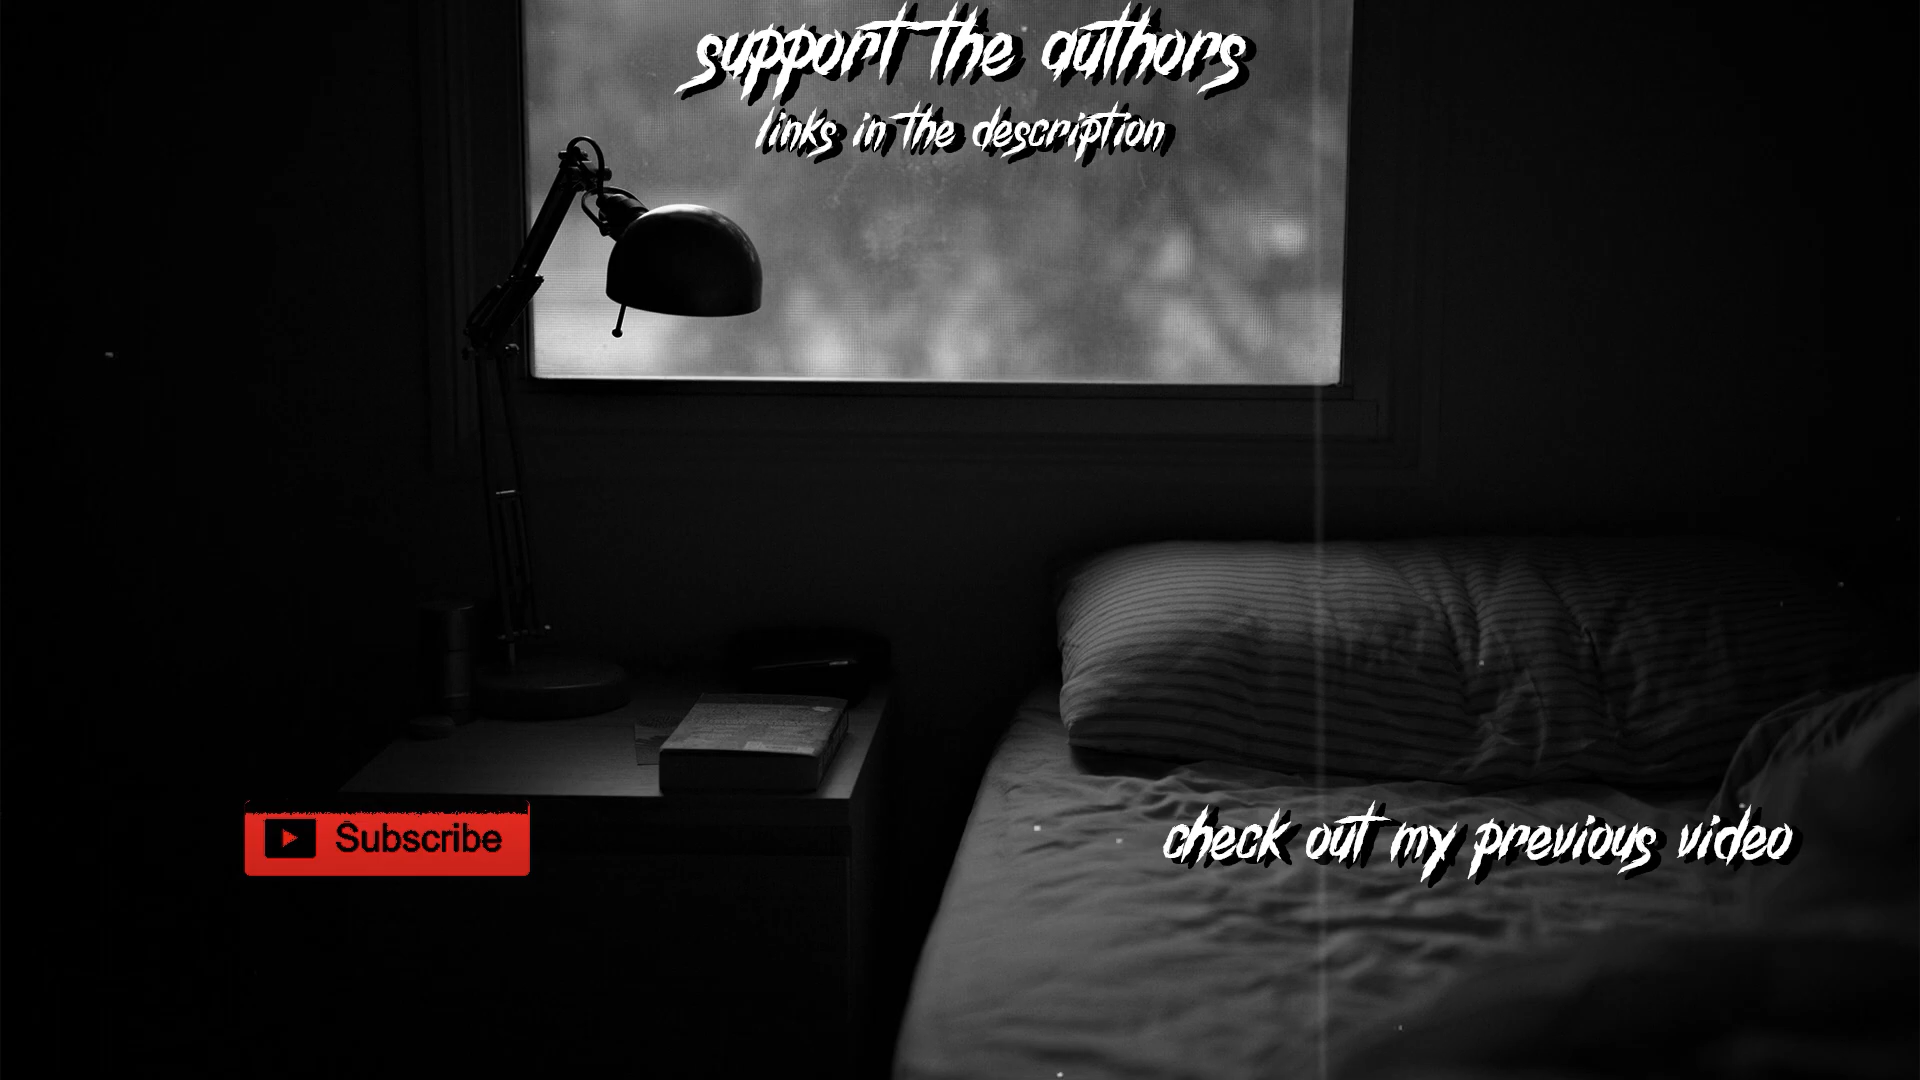 support the authors
links in the description
Subscribe
check out my previous video